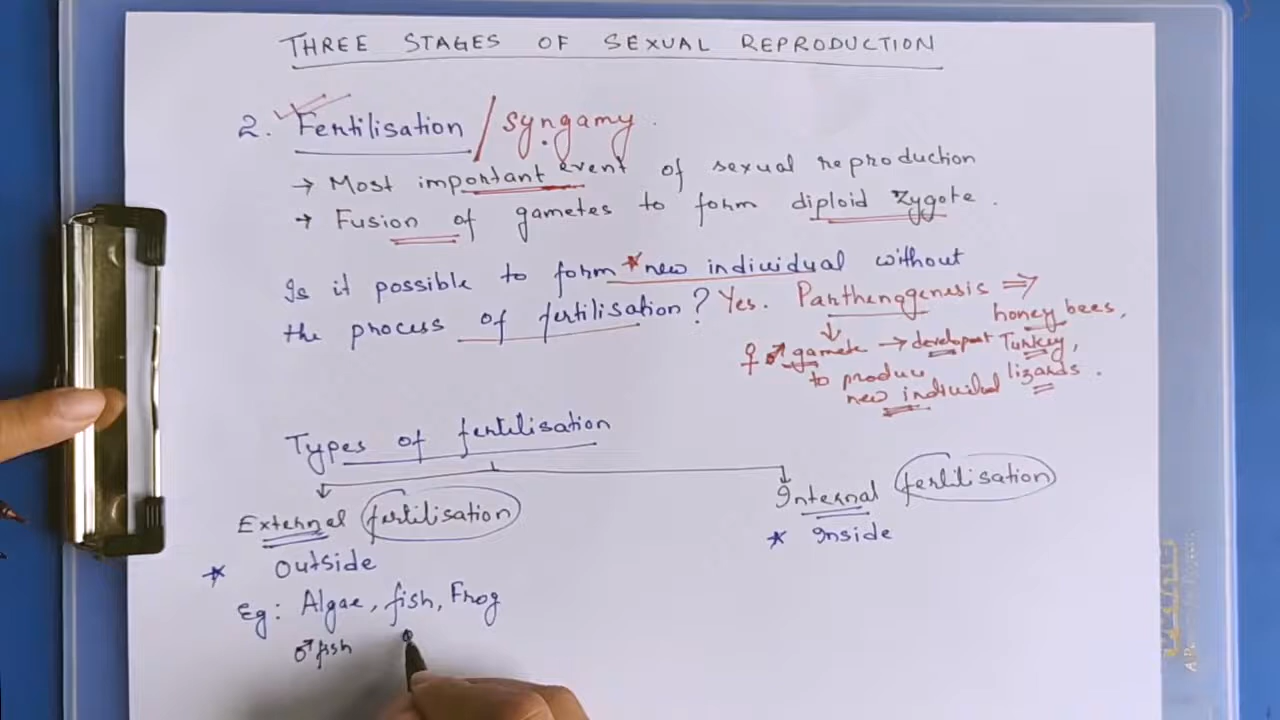 THREE STAGES OF SEXUAL REPRODUCTION
2. Fertilisation / Syngamy.
→ Most important event of sexual reproduction
→ Fusion of gametes to form diploid zygote.
Is it possible to form *new individual without
the process of fertilisation? Yes. Parthenogenesis ⇒
honey bees,
♀ ♂ gamete → development Turkey,
to produce lizards.
new individual
Types of fertilisation
External fertilisation
Internal fertilisation
* Outside
* Inside
Eg: Algae, fish, Frog
♂ fish